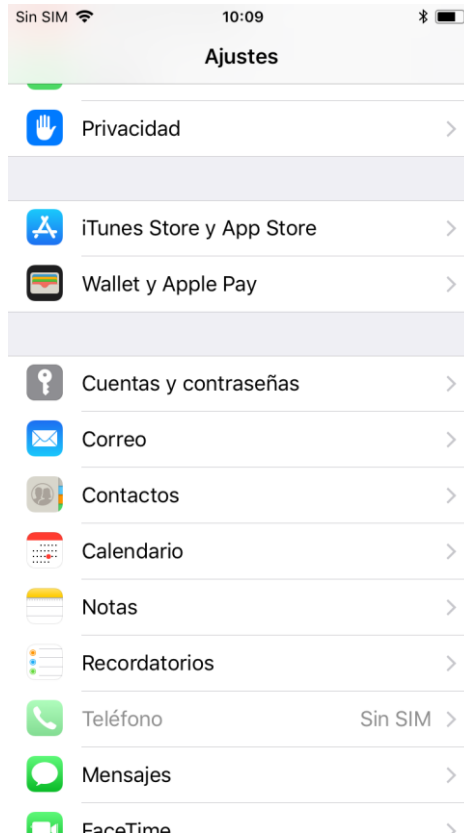 Sin SIM 10:09
Ajustes
Privacidad
iTunes Store y App Store
Wallet y Apple Pay
Cuentas y contraseñas
Correo
Contactos
Calendario
Notas
Recordatorios
Teléfono Sin SIM
Mensajes
FaceTime